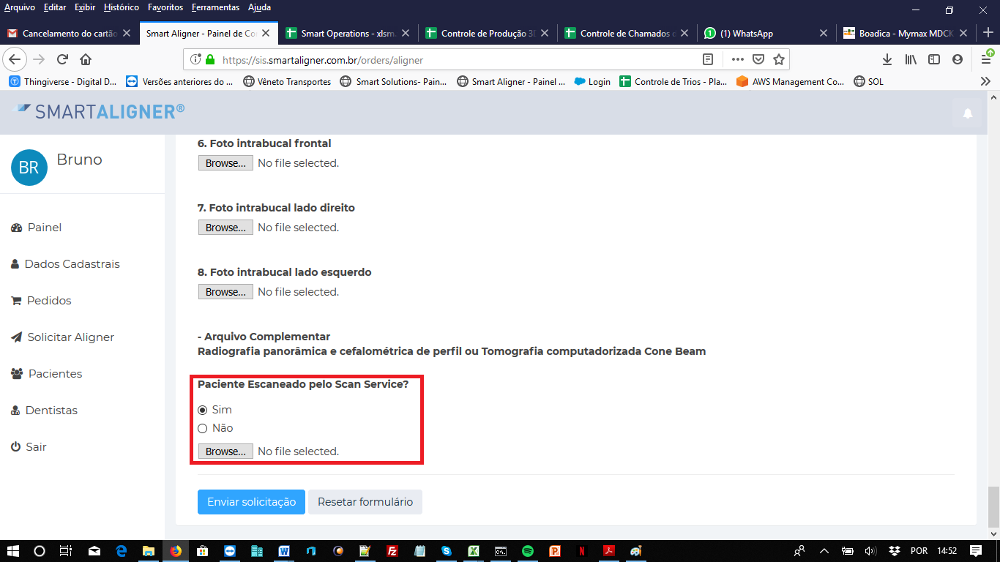 Arquivo Editar Exibir Histórico Favoritos Ferramentas Ajuda
Cancelamento do cartão
Smart Aligner - Painel de Co
Smart Operations - xlsm.
Controle de Produção 3
Controle de Chamados
(1) WhatsApp
Boadica - Mymax MDCK
https://sis.smartaligner.com.br/orders/aligner
Thingiverse - Digital D...
Versões anteriores do ...
Vêneto Transportes
Smart Solutions- Pain...
Smart Aligner - Painel ...
Login
Controle de Trios - Pla...
AWS Management Co...
SOL
SMARTALIGNER®
BR
Bruno
Painel
Dados Cadastrais
Pedidos
Solicitar Aligner
Pacientes
Dentistas
Sair
6. Foto intrabucal frontal
Browse... No file selected.
7. Foto intrabucal lado direito
Browse... No file selected.
8. Foto intrabucal lado esquerdo
Browse... No file selected.
- Arquivo Complementar
Radiografia panorâmica e cefalométrica de perfil ou Tomografia computadorizada Cone Beam
Paciente Escaneado pelo Scan Service?
Sim
Não
Browse... No file selected.
Enviar solicitação Resetar formulário
POR 14:52